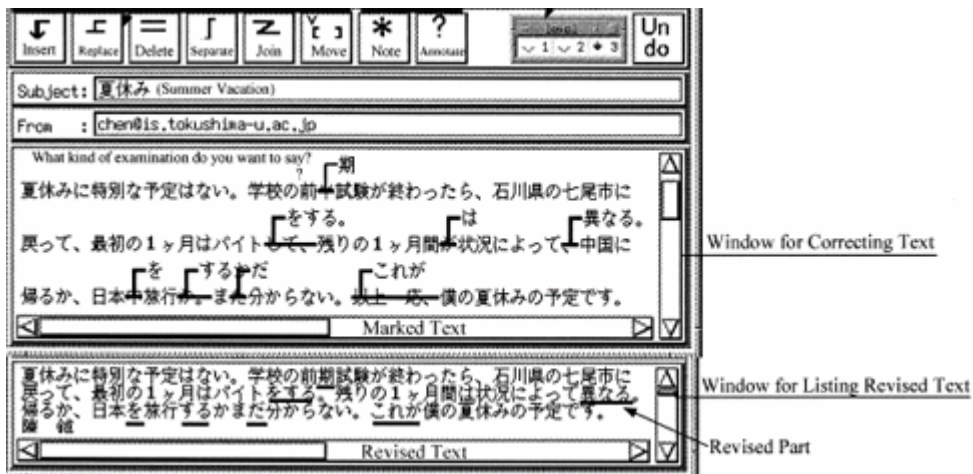 Insert Replace Delete Separate Join Move Note Annotate 1 2 3 Undo
Subject: 夏休み (Summer Vacation)
From : chen@is.tokushima-u.ac.jp
What kind of examination do you want to say?
? 期
夏休みに特別な予定はない。学校の前中試験が終わったら、石川県の七尾市に
をする。 は 異なる。
戻って、最初の1ヶ月はバイトして、残りの1ヶ月間が状況によって、中国に
を するかだ これが
帰るか、日本中旅行か。また分からない。以上 応、僕の夏休みの予定です。
Marked Text
Window for Correcting Text
夏休みに特別な予定はない。学校の前期試験が終わったら、石川県の七尾市に
戻って、最初の1ヶ月はバイトをする。残りの1ヶ月間は状況によって異なる。
帰るか、日本を旅行するかまだ分からない。これが僕の夏休みの予定です。
陳
Revised Text
Window for Listing Revised Text
Revised Part